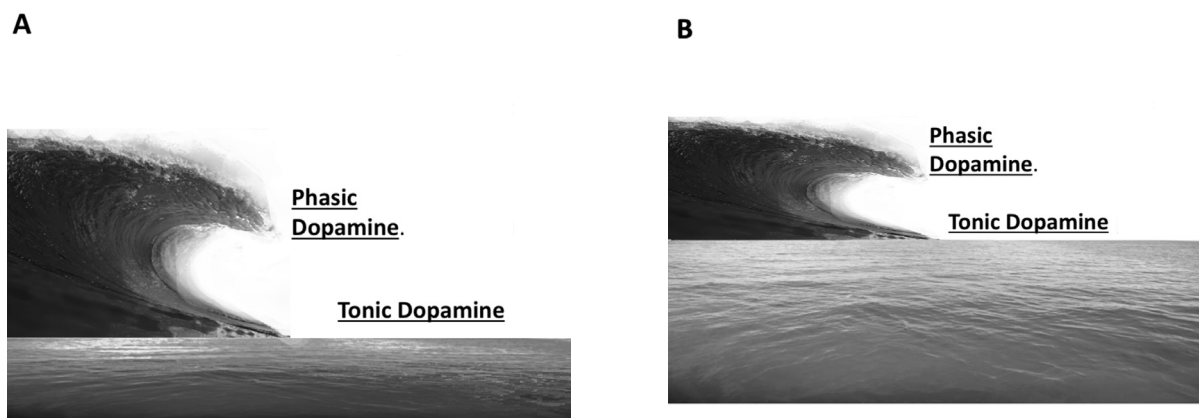 A
Phasic
Dopamine.
Tonic Dopamine
B
Phasic
Dopamine.
Tonic Dopamine